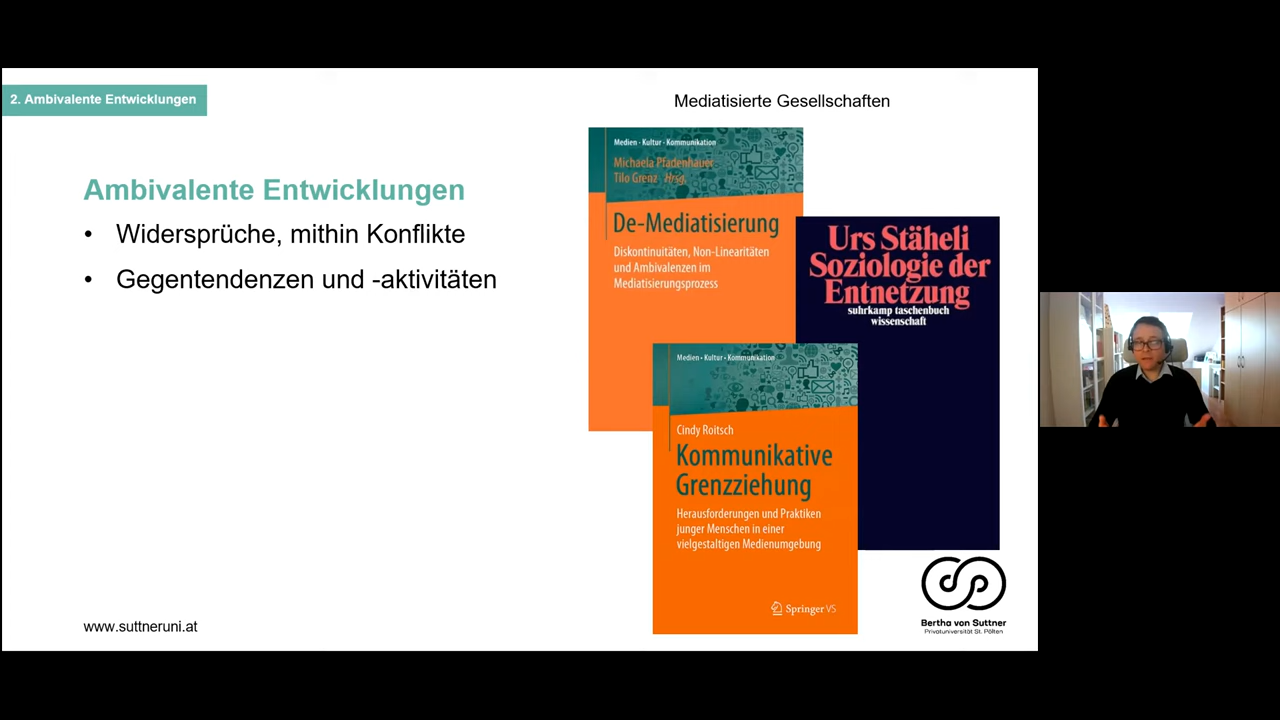 2. Ambivalente Entwicklungen
Mediatisierte Gesellschaften
Ambivalente Entwicklungen
• Widersprüche, mithin Konflikte
• Gegentendenzen und -aktivitäten
Medien • Kultur • Kommunikation
Michaela Pfadenhauer
Tilo Grenz Hrsg.
De-Mediatisierung
Diskontinuitäten, Non-Linearitäten
und Ambivalenzen im
Mediatisierungsprozess
Urs Stäheli
Soziologie der
Entnetzung
suhrkamp taschenbuch
wissenschaft
Medien • Kultur • Kommunikation
Cindy Roitsch
Kommunikative
Grenzziehung
Herausforderungen und Praktiken
junger Menschen in einer
vielgestaltigen Medienumgebung
Springer VS
www.suttneruni.at
Bertha von Suttner
Privatuniversität St. Pölten